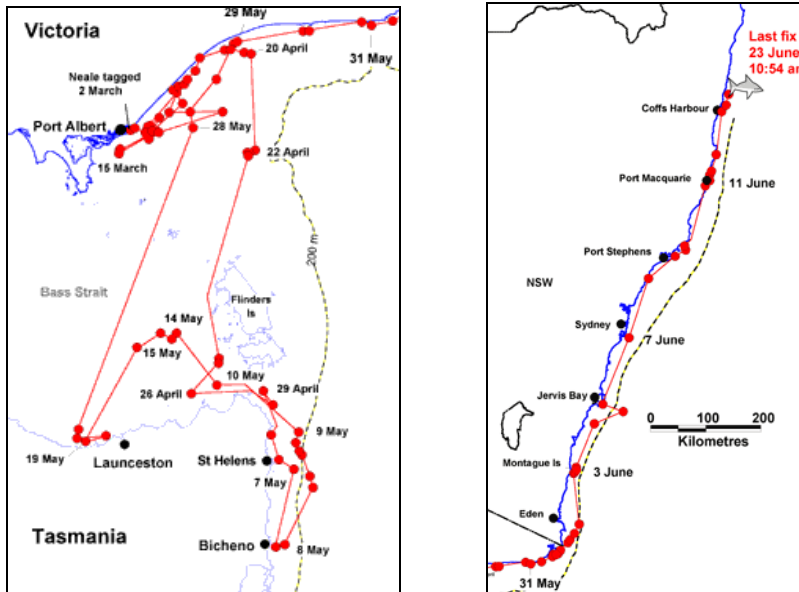 29 May
Victoria
20 April
31 May
Neale tagged
2 March
Port Albert
28 May
15 March
22 April
200 m
Bass Strait
Flinders
Is
14 May
15 May
10 May
26 April
29 April
9 May
19 May
Launceston
St Helens
7 May
Tasmania
Bicheno
8 May
Last fix
23 June
10:54 am
Coffs Harbour
Port Macquarie
11 June
Port Stephens
NSW
Sydney
7 June
Jervis Bay
0 100 200
Kilometres
Montague Is
3 June
Eden
31 May